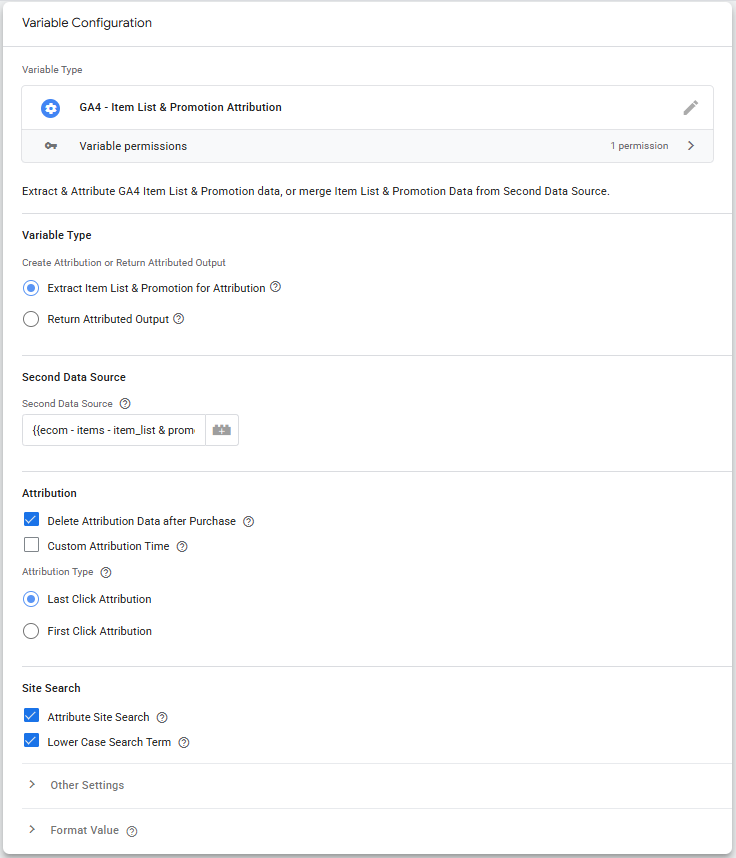 Variable Configuration
Variable Type
GA4 - Item List & Promotion Attribution
Variable permissions 1 permission
Extract & Attribute GA4 Item List & Promotion data, or merge Item List & Promotion Data from Second Data Source.
Variable Type
Create Attribution or Return Attributed Output
Extract Item List & Promotion for Attribution
Return Attributed Output
Second Data Source
Second Data Source
{{ecom - items - item_list & prom
Attribution
Delete Attribution Data after Purchase
Custom Attribution Time
Attribution Type
Last Click Attribution
First Click Attribution
Site Search
Attribute Site Search
Lower Case Search Term
Other Settings
Format Value